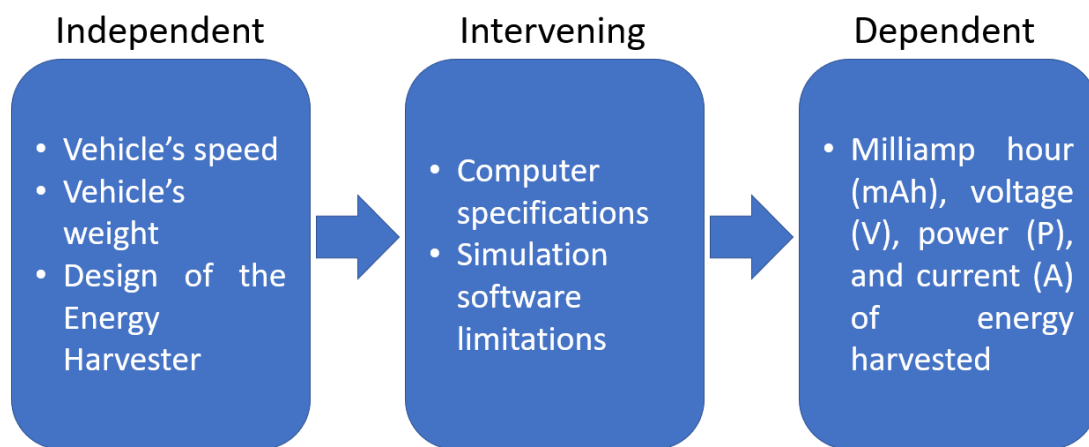 Independent
• Vehicle’s speed
• Vehicle’s
weight
• Design of the
Energy
Harvester
Intervening
• Computer
specifications
• Simulation
software
limitations
Dependent
• Milliamp hour
(mAh), voltage
(V), power (P),
and current (A)
of energy
harvested